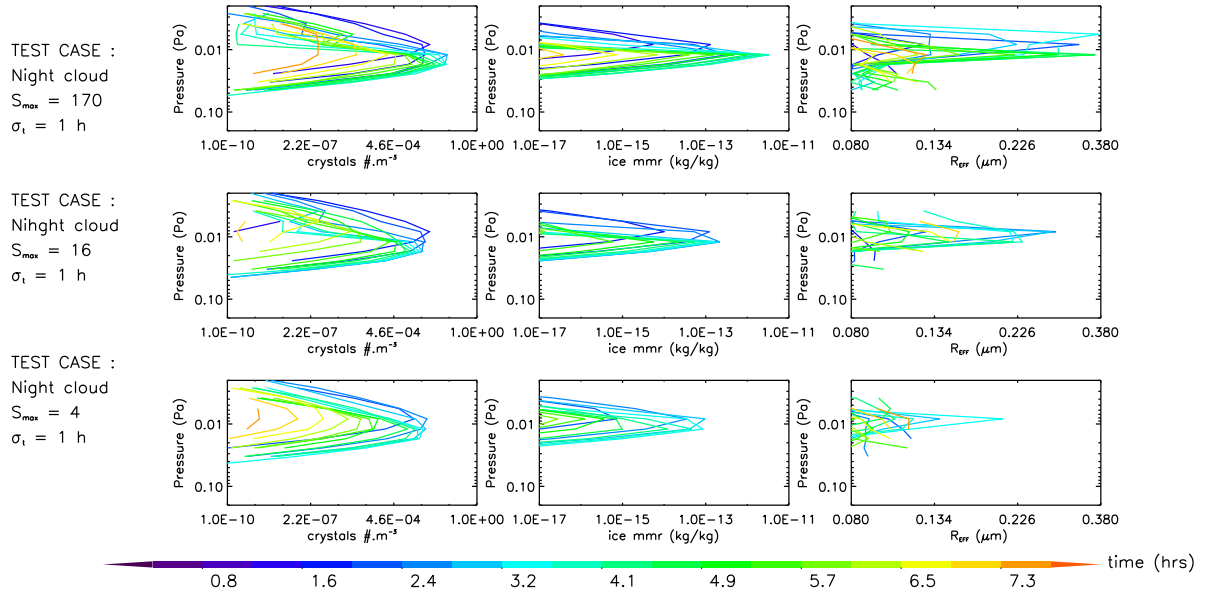 TEST CASE :
Night cloud
Smax = 170
σt = 1 h
Pressure (Pa)
0.01
0.10
1.0E-10 2.2E-07 4.6E-04 1.0E+00
crystals #.m⁻³
Pressure (Pa)
0.01
0.10
1.0E-17 1.0E-15 1.0E-13 1.0E-11
ice mmr (kg/kg)
Pressure (Pa)
0.01
0.10
0.080 0.134 0.226 0.380
REFF (μm)
TEST CASE :
Nihght cloud
Smax = 16
σt = 1 h
Pressure (Pa)
0.01
0.10
1.0E-10 2.2E-07 4.6E-04 1.0E+00
crystals #.m⁻³
Pressure (Pa)
0.01
0.10
1.0E-17 1.0E-15 1.0E-13 1.0E-11
ice mmr (kg/kg)
Pressure (Pa)
0.01
0.10
0.080 0.134 0.226 0.380
REFF (μm)
TEST CASE :
Night cloud
Smax = 4
σt = 1 h
Pressure (Pa)
0.01
0.10
1.0E-10 2.2E-07 4.6E-04 1.0E+00
crystals #.m⁻³
Pressure (Pa)
0.01
0.10
1.0E-17 1.0E-15 1.0E-13 1.0E-11
ice mmr (kg/kg)
Pressure (Pa)
0.01
0.10
0.080 0.134 0.226 0.380
REFF (μm)
time (hrs)
0.8 1.6 2.4 3.2 4.1 4.9 5.7 6.5 7.3